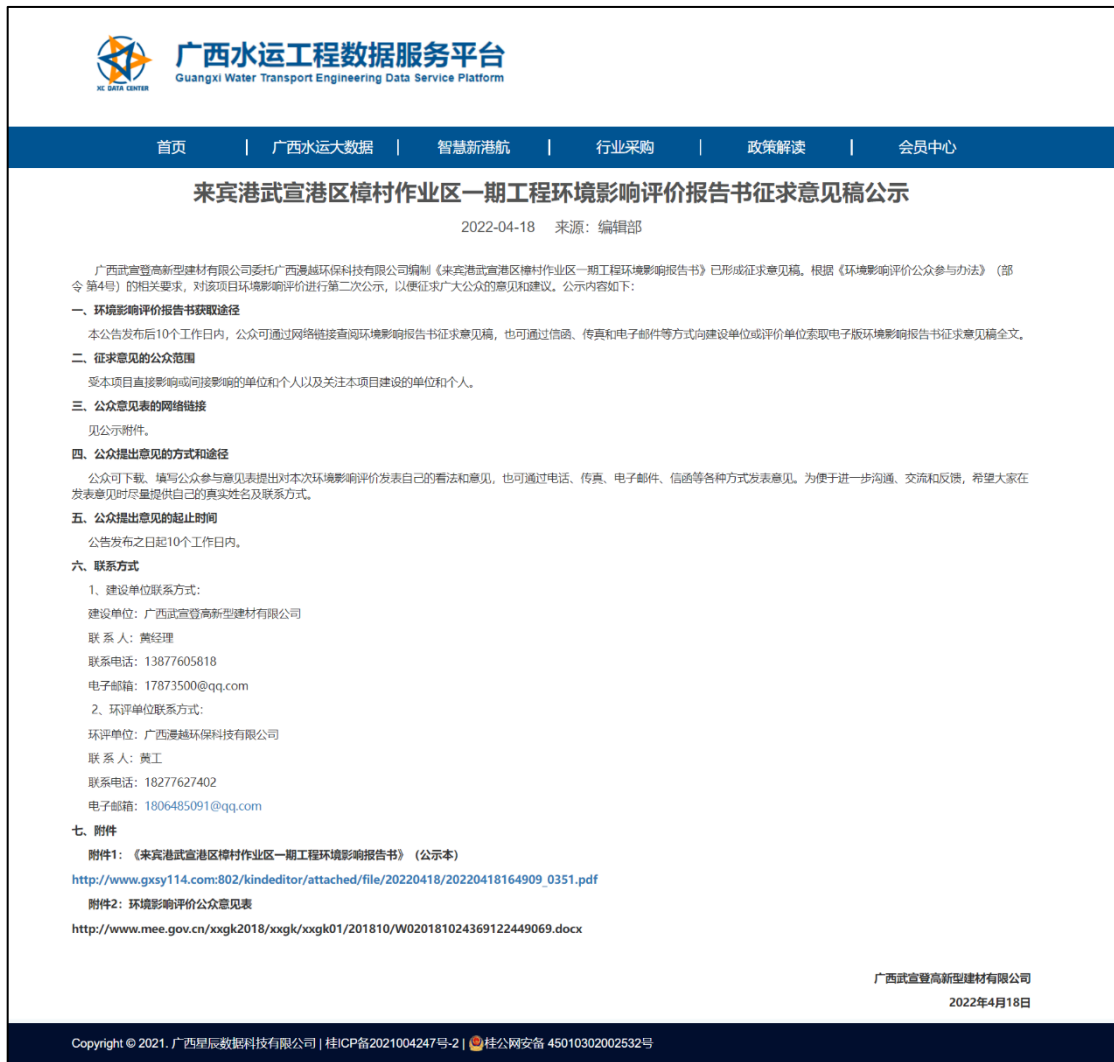 广西水运工程数据服务平台
Guangxi Water Transport Engineering Data Service Platform
XC DATA CENTER
首页 | 广西水运大数据 | 智慧新港航 | 行业采购 | 政策解读 | 会员中心
来宾港武宣港区樟村作业区一期工程环境影响评价报告书征求意见稿公示
2022-04-18 来源：编辑部
广西武宣登高新型建材有限公司委托广西漫越环保科技有限公司编制《来宾港武宣港区樟村作业区一期工程环境影响报告书》已形成征求意见稿。根据《环境影响评价公众参与办法》（部
令 第4号）的相关要求，对该项目环境影响评价进行第二次公示，以便征求广大公众的意见和建议。公示内容如下：
一、环境影响评价报告书获取途径
本公告发布后10个工作日内，公众可通过网络链接查阅环境影响报告书征求意见稿，也可通过信函、传真和电子邮件等方式向建设单位或评价单位索取电子版环境影响报告书征求意见稿全文。
二、征求意见的公众范围
受本项目直接影响或间接影响的单位和个人以及关注本项目建设的单位和个人。
三、公众意见表的网络链接
见公示附件。
四、公众提出意见的方式和途径
公众可下载、填写公众参与意见表提出对本次环境影响评价发表自己的看法和意见，也可通过电话、传真、电子邮件、信函等各种方式发表意见。为便于进一步沟通、交流和反馈，希望大家在
发表意见时尽量提供自己的真实姓名及联系方式。
五、公众提出意见的起止时间
公告发布之日起10个工作日内。
六、联系方式
1、建设单位联系方式：
建设单位：广西武宣登高新型建材有限公司
联 系 人：黄经理
联系电话：13877605818
电子邮箱：17873500@qq.com
2、环评单位联系方式：
环评单位：广西漫越环保科技有限公司
联 系 人：黄工
联系电话：18277627402
电子邮箱：1806485091@qq.com
七、附件
附件1：《来宾港武宣港区樟村作业区一期工程环境影响报告书》（公示本）
http://www.gxsy114.com:802/kindeditor/attached/file/20220418/20220418164909_0351.pdf
附件2：环境影响评价公众意见表
http://www.mee.gov.cn/xxgk2018/xxgk/xxgk01/201810/W020181024369122449069.docx
广西武宣登高新型建材有限公司
2022年4月18日
Copyright © 2021. 广西星辰数据科技有限公司 | 桂ICP备2021004247号-2 | 桂公网安备 45010302002532号